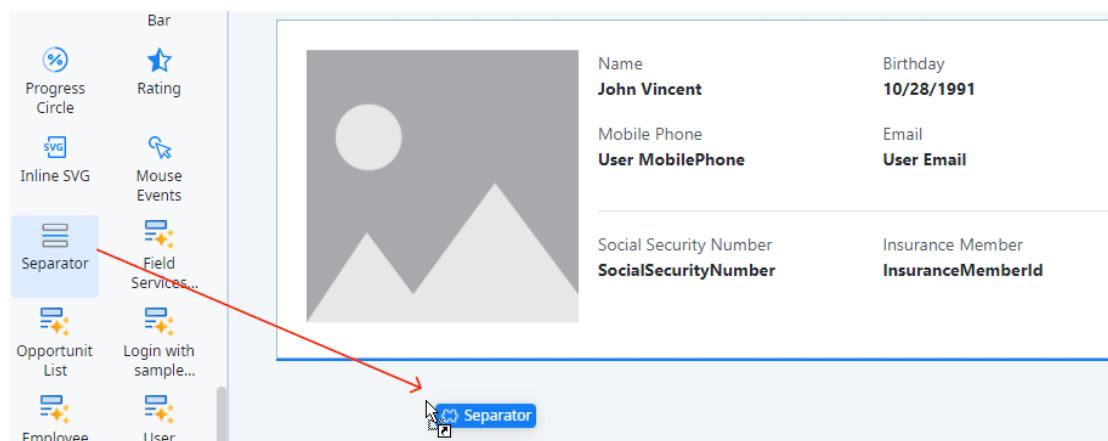 Bar
%
Progress
Circle
Rating
SVG
Inline SVG
Mouse
Events
Separator
Field
Services...
Opportunit
List
Login with
sample...
Employee
User
Name
John Vincent
Birthday
10/28/1991
Mobile Phone
User MobilePhone
Email
User Email
Social Security Number
SocialSecurityNumber
Insurance Member
InsuranceMemberId
Separator